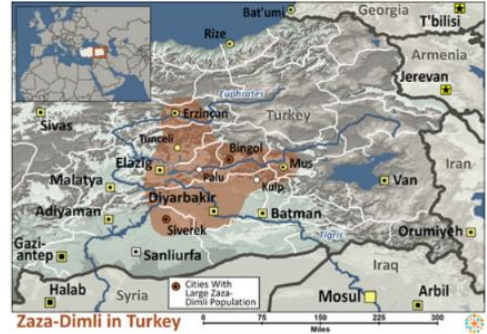 Bat'umi
Georgia
T'bilisi
Rize
Armenia
Jerevan
Euphrates
Erzincan
Turkey
Sivas
Tunceli
Bingol
Iran
Elazig
Mus
Palu
Kulp
Van
Malatya
Diyarbakir
Adiyaman
Batman
Siverek
Tigris
Orumiyeh
Gazi-
antep
Sanliurfa
Iraq
Cities With
Large Zaza-
Dimli Population
Halab
Syria
Mosul
Arbil
Zaza-Dimli in Turkey
0 75 150 225 300
Miles